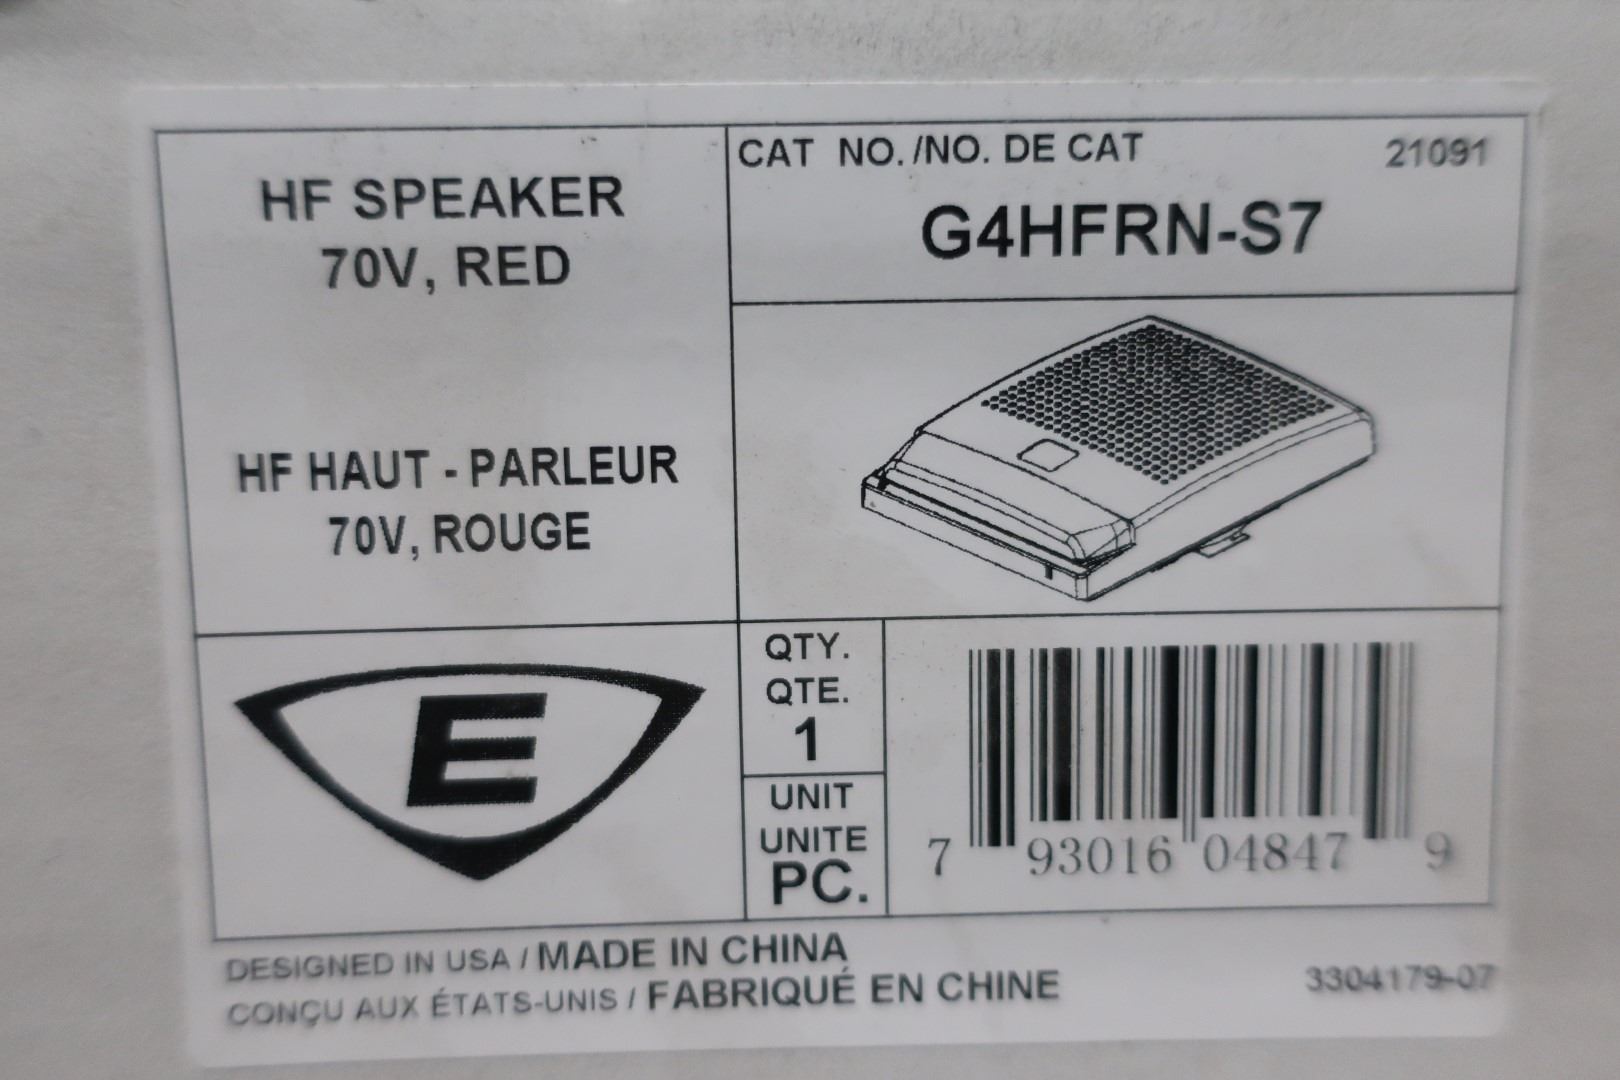 HF SPEAKER
70V, RED
HF HAUT - PARLEUR
70V, ROUGE
CAT NO./NO. DE CAT 21091
G4HFRN-S7
E
QTY.
QTE.
1
UNIT
UNITE
PC.
7 93016 04847 9
DESIGNED IN USA / MADE IN CHINA
CONÇU AUX ÉTATS-UNIS / FABRIQUÉ EN CHINE
3304179-07